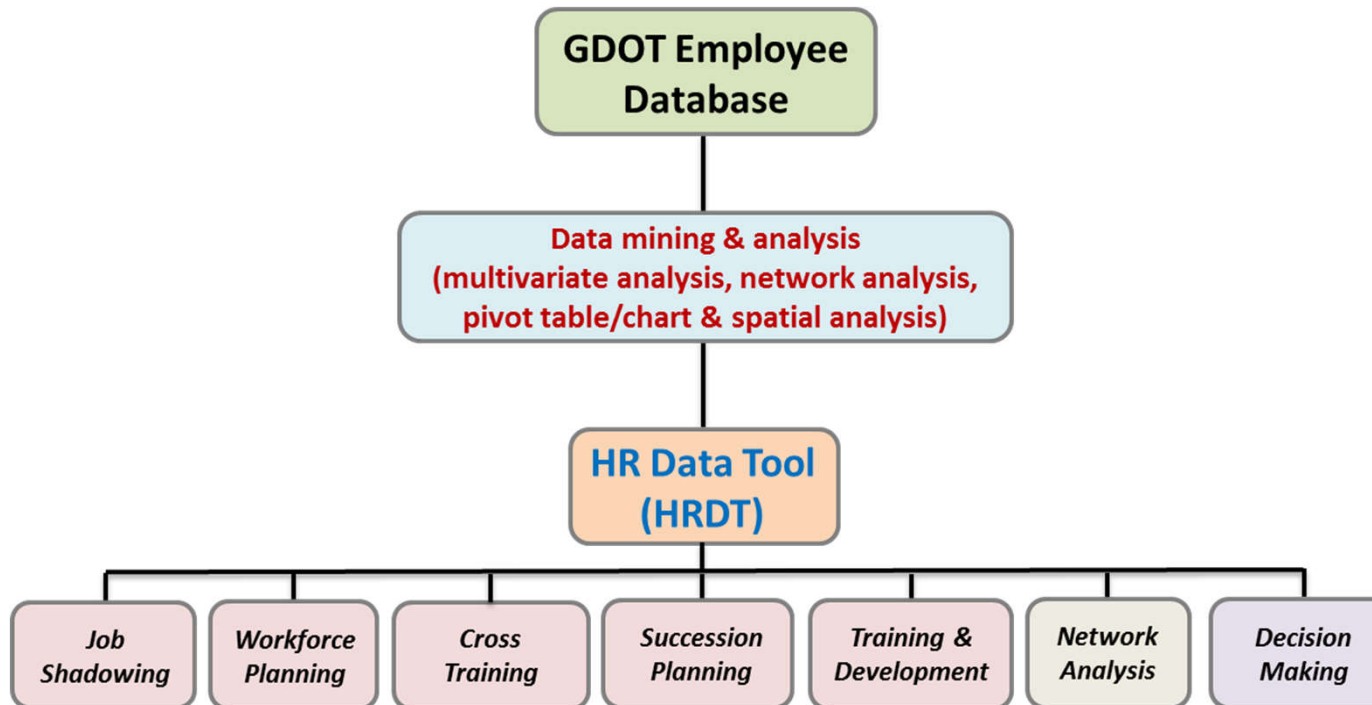 GDOT Employee
Database
Data mining & analysis
(multivariate analysis, network analysis,
pivot table/chart & spatial analysis)
HR Data Tool
(HRDT)
Job
Shadowing
Workforce
Planning
Cross
Training
Succession
Planning
Training &
Development
Network
Analysis
Decision
Making